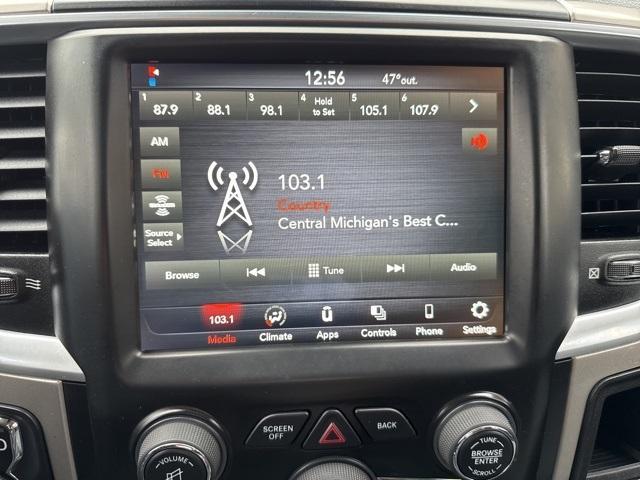 12:56 47°out.
1 87.9 2 88.1 3 98.1 4 Hold to Set 5 105.1 6 107.9
AM
FM
103.1
Country
Central Michigan's Best C...
Source Select
Browse Tune Audio
103.1
Media Climate Apps Controls Phone Settings
SCREEN OFF BACK
VOLUME
TUNE
BROWSE
ENTER
SCROLL